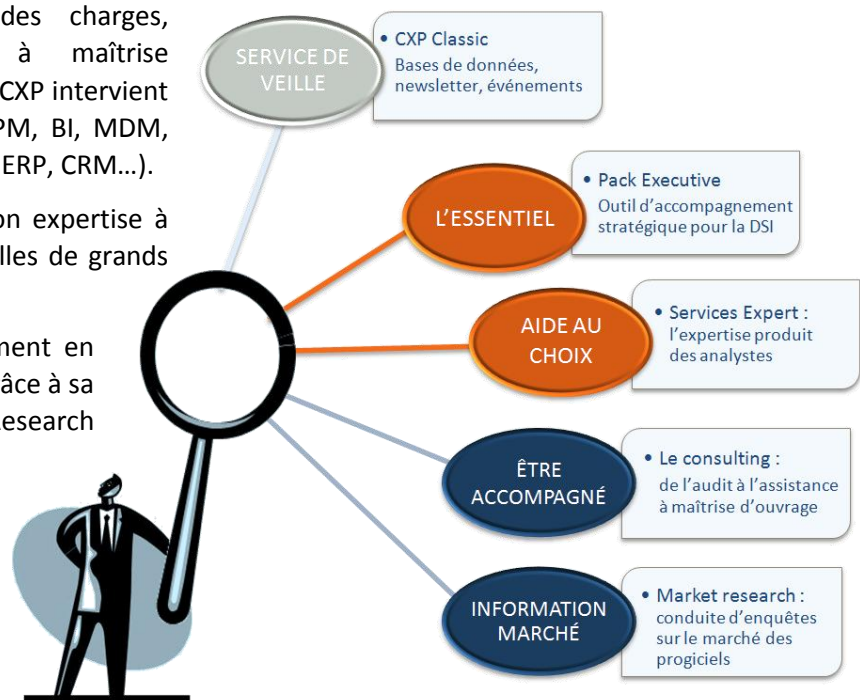 des charges,
à maîtrise
CXP intervient
PM, BI, MDM,
ERP, CRM…).
on expertise à
lles de grands
ment en
âce à sa
esearch
SERVICE DE
VEILLE
• CXP Classic
Bases de données,
newsletter, événements
L’ESSENTIEL
• Pack Executive
Outil d’accompagnement
stratégique pour la DSI
AIDE AU
CHOIX
• Services Expert :
l’expertise produit
des analystes
ÊTRE
ACCOMPAGNÉ
• Le consulting :
de l’audit à l’assistance
à maîtrise d’ouvrage
INFORMATION
MARCHÉ
• Market research :
conduite d’enquêtes
sur le marché des
progiciels